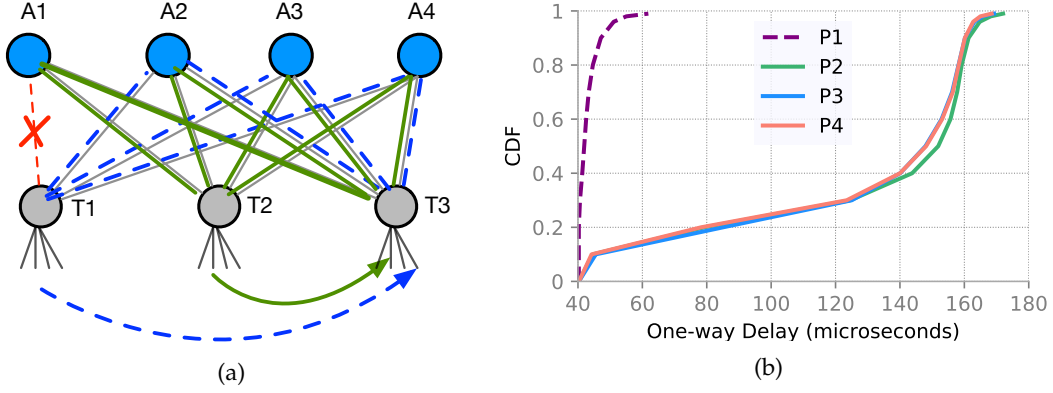 A1 A2 A3 A4
T1 T2 T3
(a)
1
0.8
0.6
0.4
0.2
0
CDF
P1
P2
P3
P4
40 60 80 100 120 140 160 180
One-way Delay (microseconds)
(b)